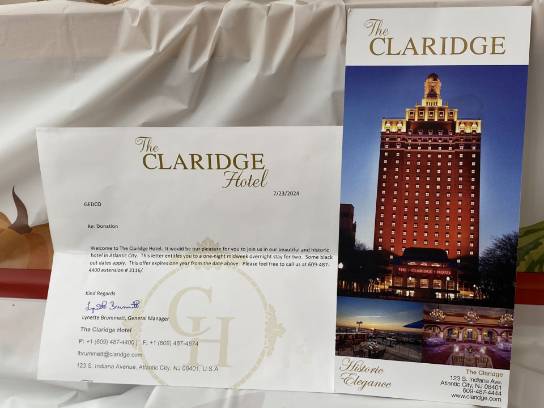 The
CLARIDGE
Hotel
7/23/2024
GEDCO
Re: Donation
Welcome to The Claridge Hotel. It would be our pleasure for you to join us in our beautiful and historic
hotel in Atlantic City. This letter entitles you to a one-night midweek overnight stay for two. Some black
out dates apply. This offer expires one year from the date above. Please feel free to call us at 609-487-
4400 extension # 3116/
Kind Regards
Lynette Brummett, General Manager
The Claridge Hotel
P: +1 (609) 487-4400 | F: +1 (609) 487-4874
lbrummett@claridge.com
123 S. Indiana Avenue, Atlantic City, NJ 08401, U.S.A
CH
The
CLARIDGE
THE CLARIDGE HOTEL
Historic
Elegance
The Claridge
123 S. Indiana Ave.
Atlantic City, NJ 08401
609-487-4444
www.claridge.com